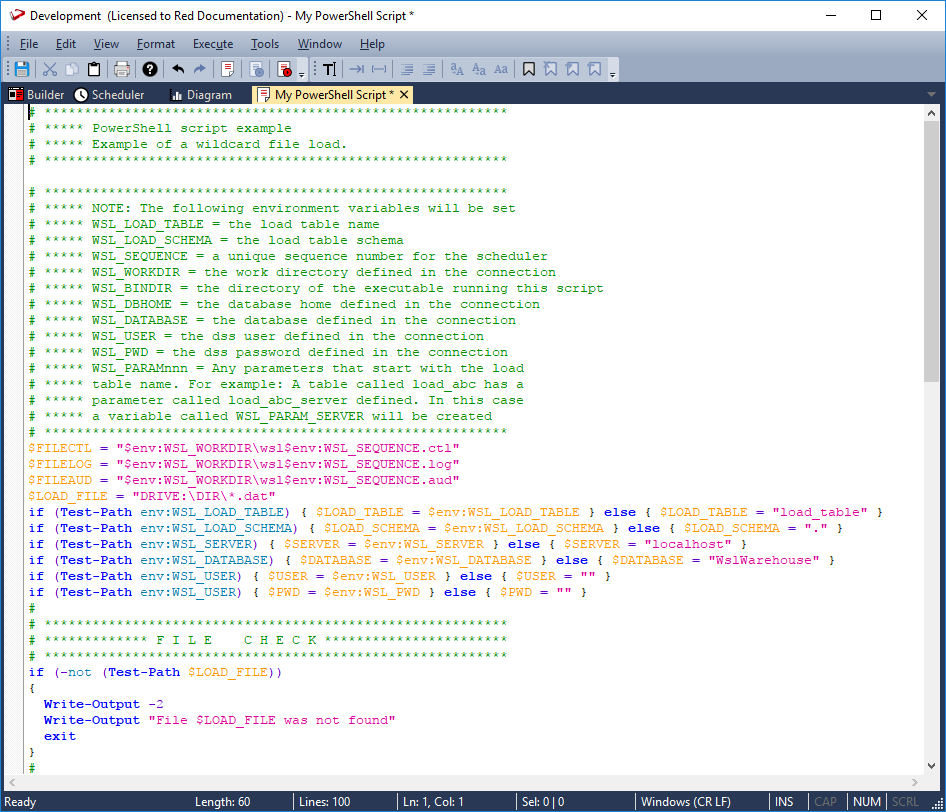 Development (Licensed to Red Documentation) - My PowerShell Script *
File Edit View Format Execute Tools Window Help
Builder Scheduler Diagram My PowerShell Script *
# **********************************************************
# ***** PowerShell script example
# ***** Example of a wildcard file load.
# **********************************************************
# **********************************************************
# ***** NOTE: The following environment variables will be set
# ***** WSL_LOAD_TABLE = the load table name
# ***** WSL_LOAD_SCHEMA = the load table schema
# ***** WSL_SEQUENCE = a unique sequence number for the scheduler
# ***** WSL_WORKDIR = the work directory defined in the connection
# ***** WSL_BINDIR = the directory of the executable running this script
# ***** WSL_DBHOME = the database home defined in the connection
# ***** WSL_DATABASE = the database defined in the connection
# ***** WSL_USER = the dss user defined in the connection
# ***** WSL_PWD = the dss password defined in the connection
# ***** WSL_PARAMnnn = Any parameters that start with the load
# ***** table name. For example: A table called load_abc has a
# ***** parameter called load_abc_server defined. In this case
# ***** a variable called WSL_PARAM_SERVER will be created
# **********************************************************
$FILECTL = "$env:WSL_WORKDIR\wsl$env:WSL_SEQUENCE.ctl"
$FILELOG = "$env:WSL_WORKDIR\wsl$env:WSL_SEQUENCE.log"
$FILEAUD = "$env:WSL_WORKDIR\wsl$env:WSL_SEQUENCE.aud"
$LOAD_FILE = "DRIVE:\DIR\*.dat"
if (Test-Path env:WSL_LOAD_TABLE) { $LOAD_TABLE = $env:WSL_LOAD_TABLE } else { $LOAD_TABLE = "load_table" }
if (Test-Path env:WSL_LOAD_SCHEMA) { $LOAD_SCHEMA = $env:WSL_LOAD_SCHEMA } else { $LOAD_SCHEMA = "." }
if (Test-Path env:WSL_SERVER) { $SERVER = $env:WSL_SERVER } else { $SERVER = "localhost" }
if (Test-Path env:WSL_DATABASE) { $DATABASE = $env:WSL_DATABASE } else { $DATABASE = "WslWarehouse" }
if (Test-Path env:WSL_USER) { $USER = $env:WSL_USER } else { $USER = "" }
if (Test-Path env:WSL_USER) { $PWD = $env:WSL_PWD } else { $PWD = "" }
#
# **********************************************************
# ************* F I L E   C H E C K ***********************
# **********************************************************
if (-not (Test-Path $LOAD_FILE))
{
  Write-Output -2
  Write-Output "File $LOAD_FILE was not found"
  exit
}
#
Ready Length: 60 Lines: 100 Ln: 1, Col: 1 Sel: 0 | 0 Windows (CR LF) INS CAP NUM SCRL